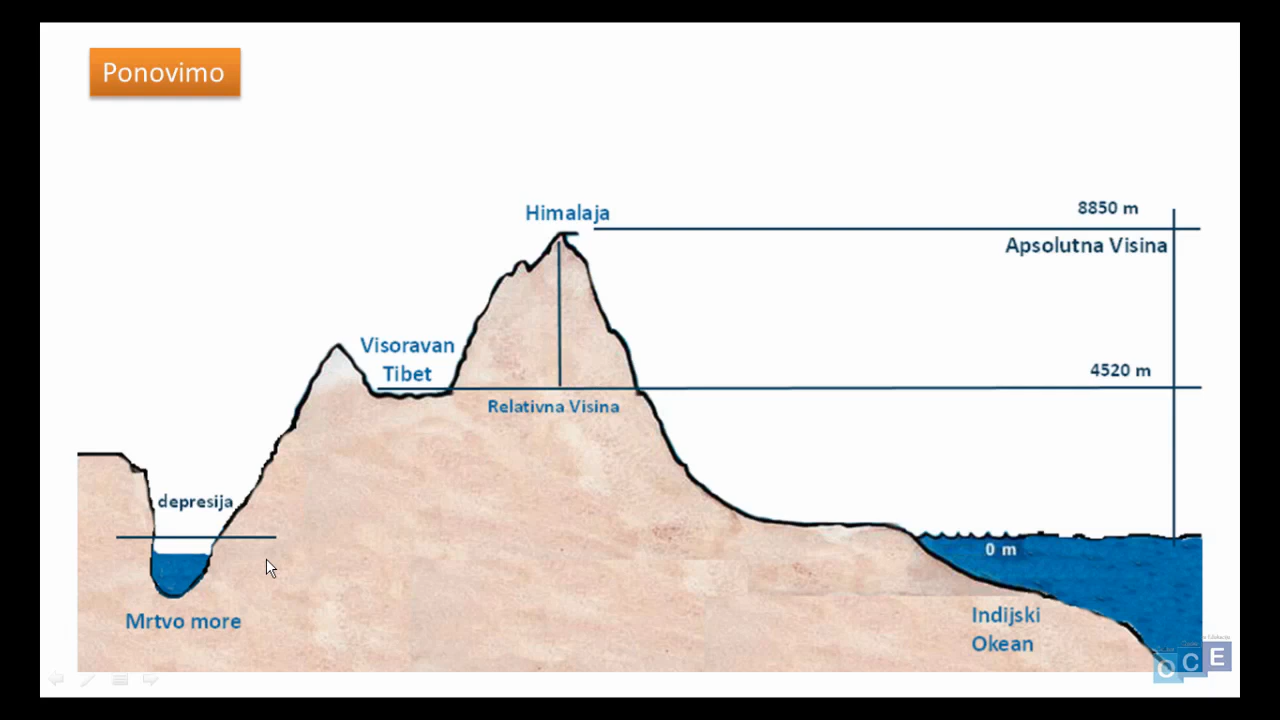 Ponovimo
Himalaja
8850 m
Apsolutna Visina
Visoravan
Tibet
4520 m
Relativna Visina
depresija
0 m
Mrtvo more
Indijski
Okean
O C E